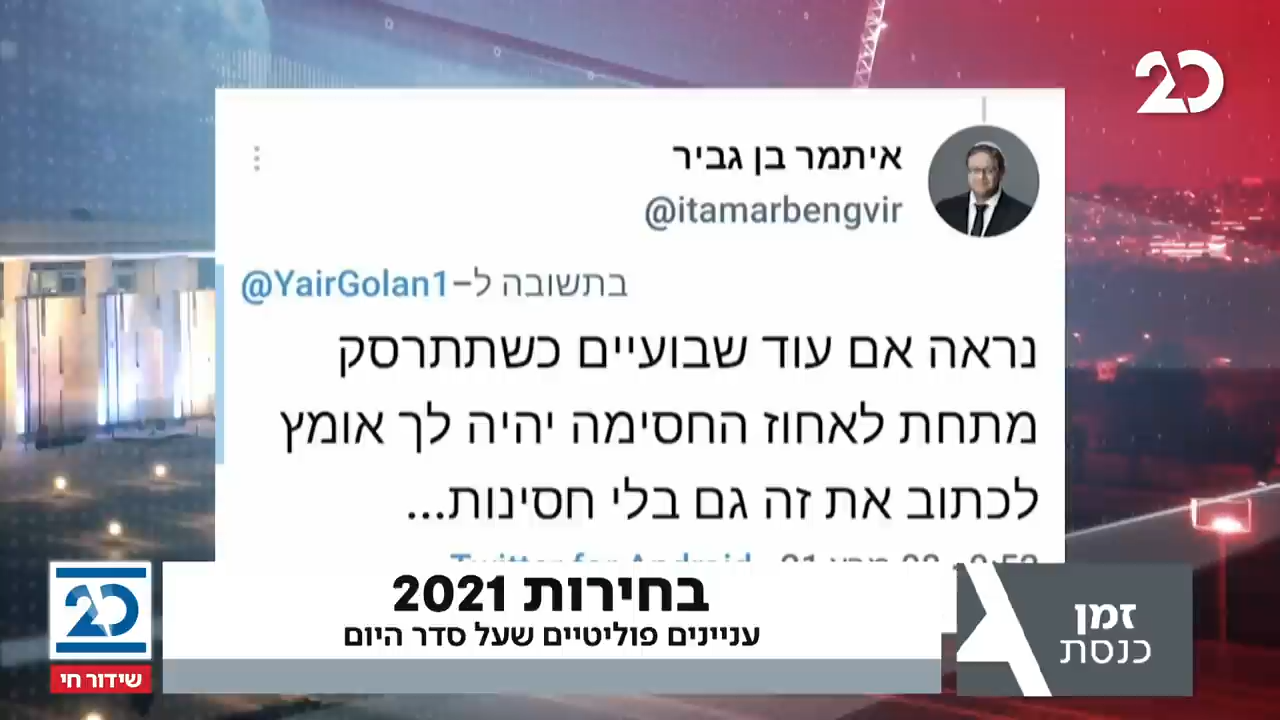 20
איתמר בן גביר
@itamarbengvir
בתשובה ל-@YairGolan1
נראה אם עוד שבועיים כשתתרסק
מתחת לאחוז החסימה יהיה לך אומץ
לכתוב את זה גם בלי חסינות...
בחירות 2021
עניינים פוליטיים שעל סדר היום
זמן
כנסת
20
שידור חי